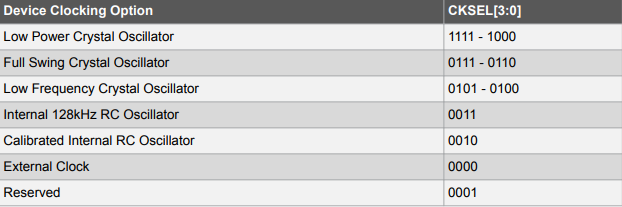 Device Clocking Option CKSEL[3:0]
Low Power Crystal Oscillator 1111 - 1000
Full Swing Crystal Oscillator 0111 - 0110
Low Frequency Crystal Oscillator 0101 - 0100
Internal 128kHz RC Oscillator 0011
Calibrated Internal RC Oscillator 0010
External Clock 0000
Reserved 0001